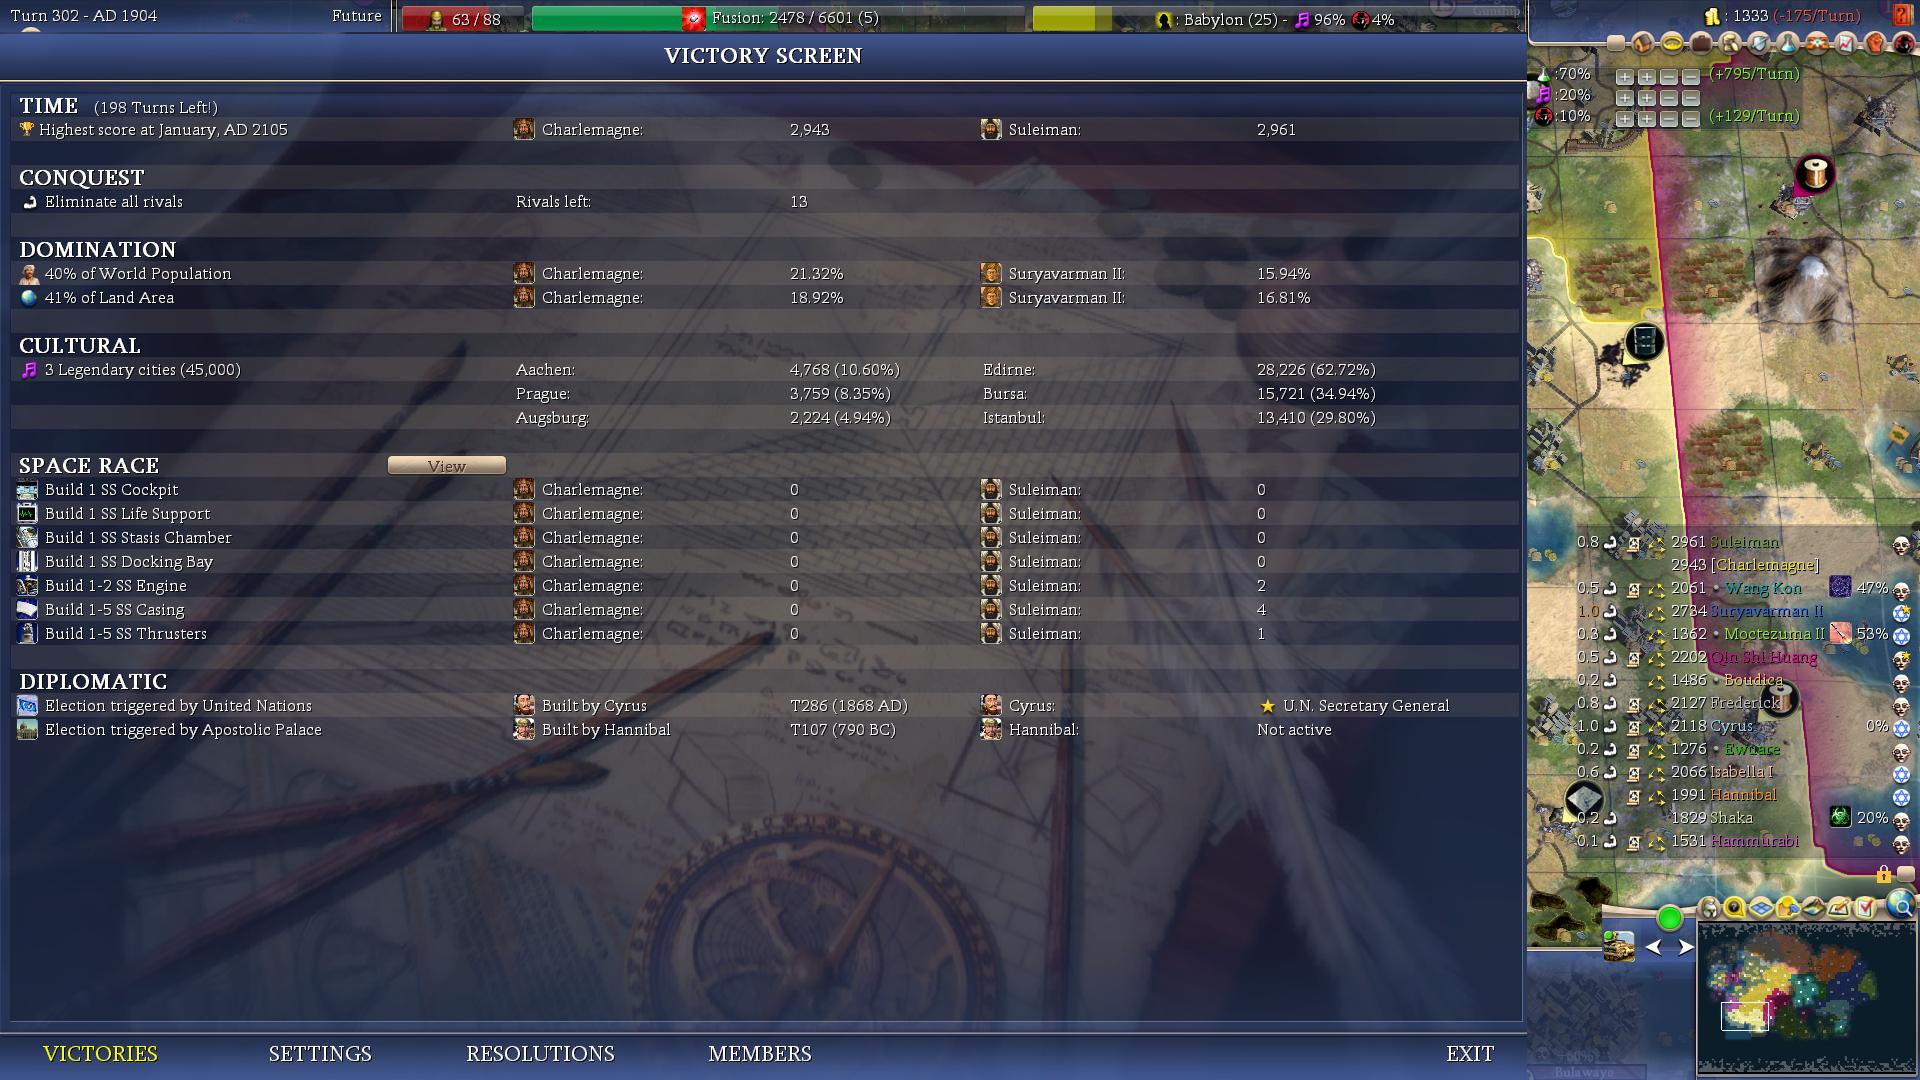 Turn 302 - AD 1904
Future
63 / 88
Fusion: 2478 / 6601 (5)
: Babylon (25) - 96% 4%
: 1333 (-175/Turn)
VICTORY SCREEN
:70% (+795/Turn)
:20%
:10% (+129/Turn)
TIME (198 Turns Left!)
Highest score at January, AD 2105 Charlemagne: 2,943 Suleiman: 2,961
CONQUEST
Eliminate all rivals Rivals left: 13
DOMINATION
40% of World Population Charlemagne: 21.32% Suryavarman II: 15.94%
41% of Land Area Charlemagne: 18.92% Suryavarman II: 16.81%
CULTURAL
3 Legendary cities (45,000) Aachen: 4,768 (10.60%) Edirne: 28,226 (62.72%)
Prague: 3,759 (8.35%) Bursa: 15,721 (34.94%)
Augsburg: 2,224 (4.94%) Istanbul: 13,410 (29.80%)
SPACE RACE View
Build 1 SS Cockpit Charlemagne: 0 Suleiman: 0
Build 1 SS Life Support Charlemagne: 0 Suleiman: 0
Build 1 SS Stasis Chamber Charlemagne: 0 Suleiman: 0
Build 1 SS Docking Bay Charlemagne: 0 Suleiman: 0
Build 1-2 SS Engine Charlemagne: 0 Suleiman: 2
Build 1-5 SS Casing Charlemagne: 0 Suleiman: 4
Build 1-5 SS Thrusters Charlemagne: 0 Suleiman: 1
DIPLOMATIC
Election triggered by United Nations Built by Cyrus T286 (1868 AD) Cyrus: U.N. Secretary General
Election triggered by Apostolic Palace Built by Hannibal T107 (790 BC) Hannibal: Not active
0.8 2961 Suleiman
2943 [Charlemagne]
0.5 2061 • Wang Kon 47%
1.0 2734 Suryavarman II
0.3 1362 • Moctezuma II 53%
0.5 2202 Qin Shi Huang
0.2 1486 • Boudica
0.8 2127 Frederick
1.0 2118 Cyrus 0%
0.2 1276 • Ewuare
0.6 2066 Isabella I
1991 Hannibal
0.2 1829 Shaka 20%
0.1 1531 Hammurabi
VICTORIES SETTINGS RESOLUTIONS MEMBERS EXIT
+60%
Bulawayo